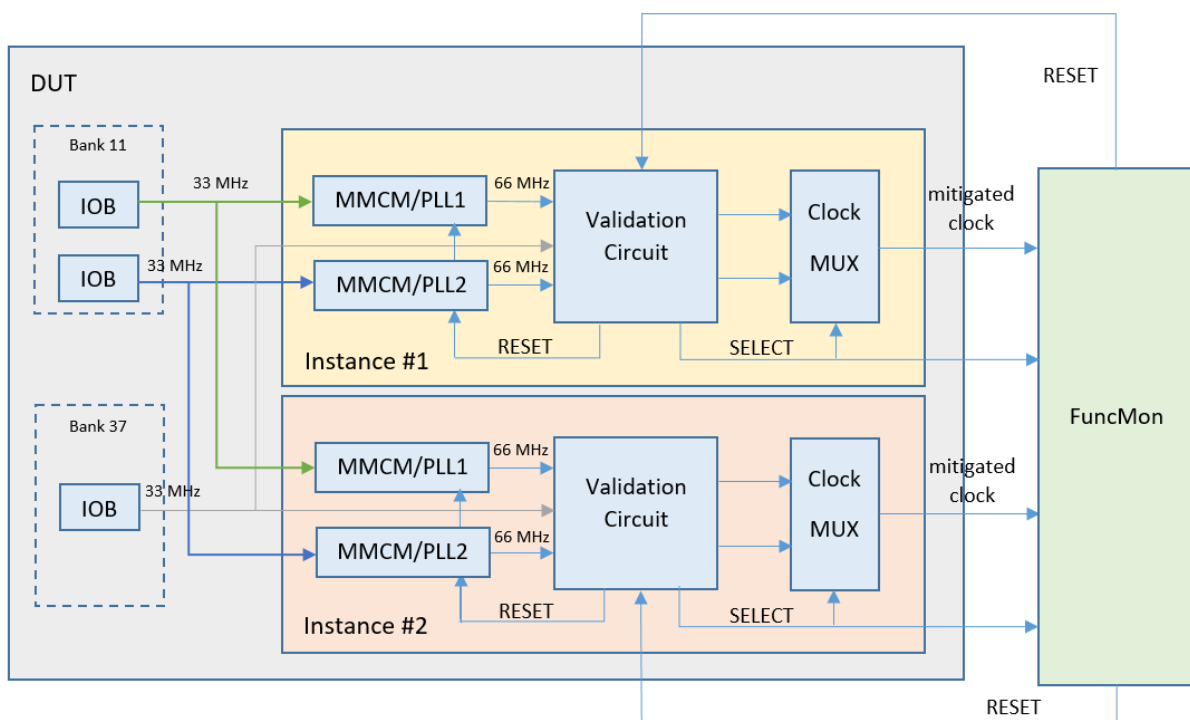 RESET
DUT
Bank 11
IOB
33 MHz
IOB
33 MHz
MMCM/PLL1
66 MHz
MMCM/PLL2
66 MHz
RESET
Validation
Circuit
SELECT
Clock
MUX
Instance #1
mitigated
clock
FuncMon
Bank 37
IOB
33 MHz
MMCM/PLL1
66 MHz
MMCM/PLL2
66 MHz
RESET
Validation
Circuit
SELECT
Clock
MUX
Instance #2
mitigated
clock
RESET